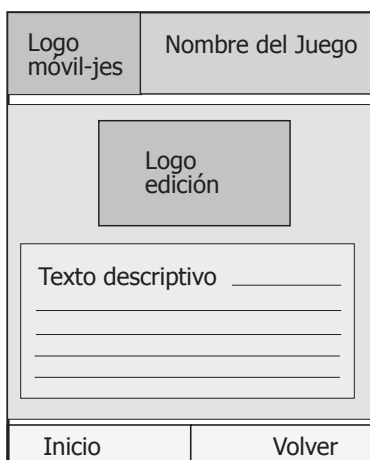 Logo
móvil-jes
Nombre del Juego
Logo
edición
Texto descriptivo
Inicio
Volver